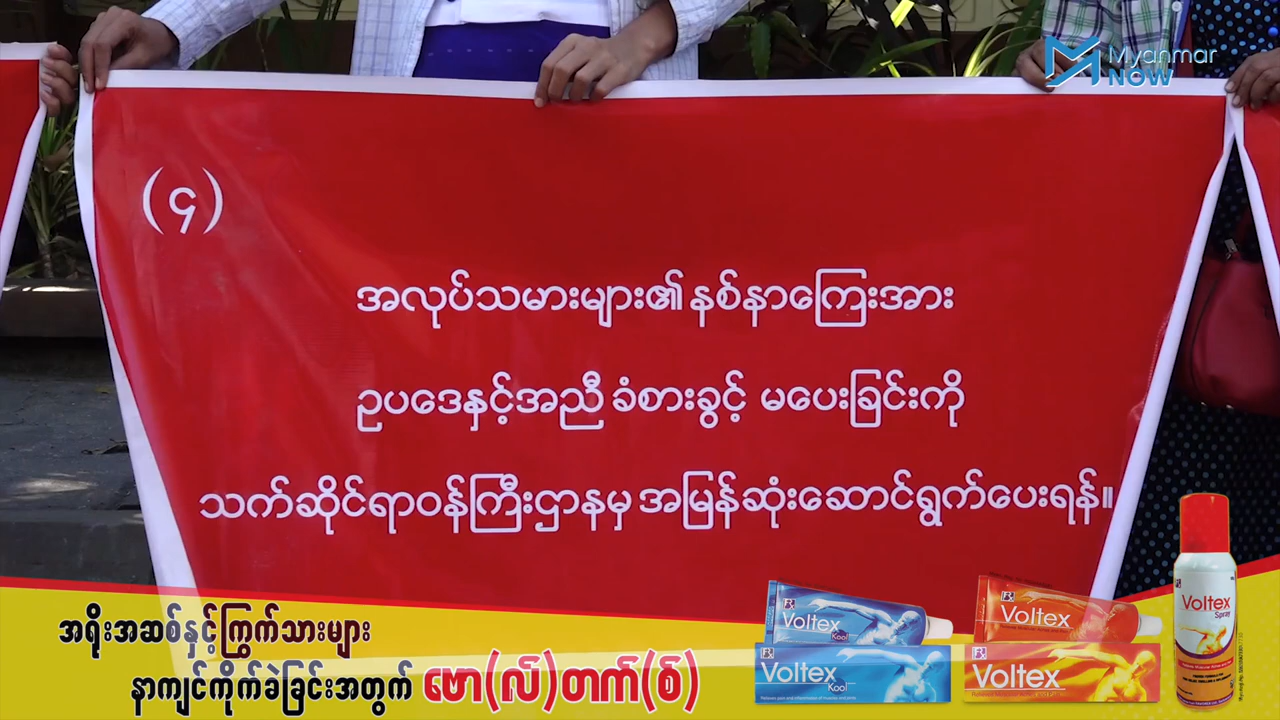 Myanmar
NOW
(၄)
အလုပ်သမားများ၏ နစ်နာကြေးအား
ဥပဒေနှင့်အညီ ခံစားခွင့် မပေးခြင်းကို
သက်ဆိုင်ရာဝန်ကြီးဌာနမှ အမြန်ဆုံးဆောင်ရွက်ပေးရန်။
အရိုးအဆစ်နှင့်ကြွက်သားများ
နာကျင်ကိုက်ခဲခြင်းအတွက် ဗော(လ်)တက်(စ်)
Voltex
Kool
Voltex
Kool
Voltex
Voltex
Voltex
Spray